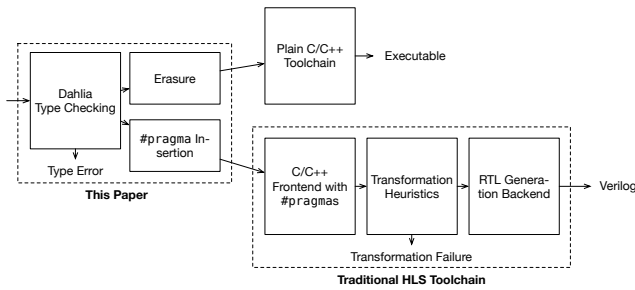 Dahlia
Type Checking
Erasure
#pragma In-
sertion
Type Error
This Paper
Plain C/C++
Toolchain
Executable
C/C++
Frontend with
#pragmas
Transformation
Heuristics
RTL Genera-
tion Backend
Verilog
Transformation Failure
Traditional HLS Toolchain